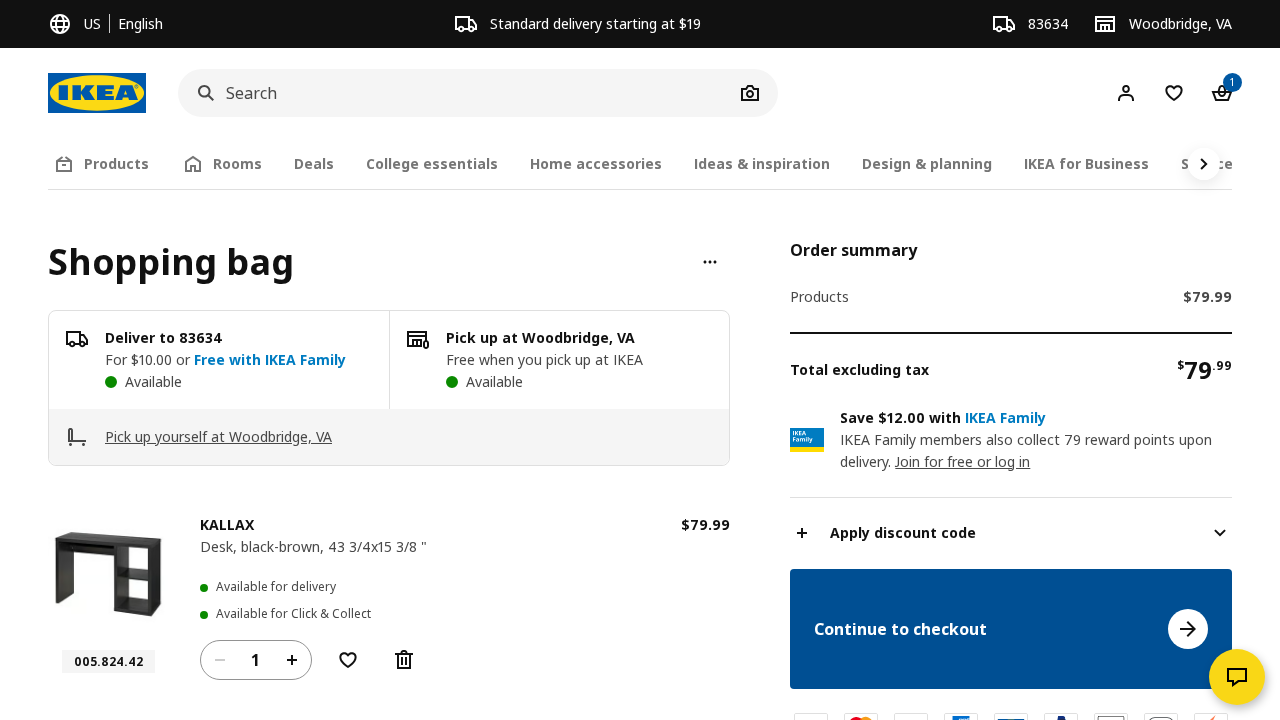 US English
Standard delivery starting at $19
83634
Woodbridge, VA
IKEA
Search
1
Products
Rooms
Deals
College essentials
Home accessories
Ideas & inspiration
Design & planning
IKEA for Business
Shopping bag
Deliver to 83634
For $10.00 or Free with IKEA Family
Available
Pick up at Woodbridge, VA
Free when you pick up at IKEA
Available
Pick up yourself at Woodbridge, VA
KALLAX
$79.99
Desk, black-brown, 43 3/4x15 3/8 "
Available for delivery
Available for Click & Collect
005.824.42
1
Order summary
Products $79.99
Total excluding tax $79.99
IKEA
Family
Save $12.00 with IKEA Family
IKEA Family members also collect 79 reward points upon
delivery. Join for free or log in
Apply discount code
Continue to checkout